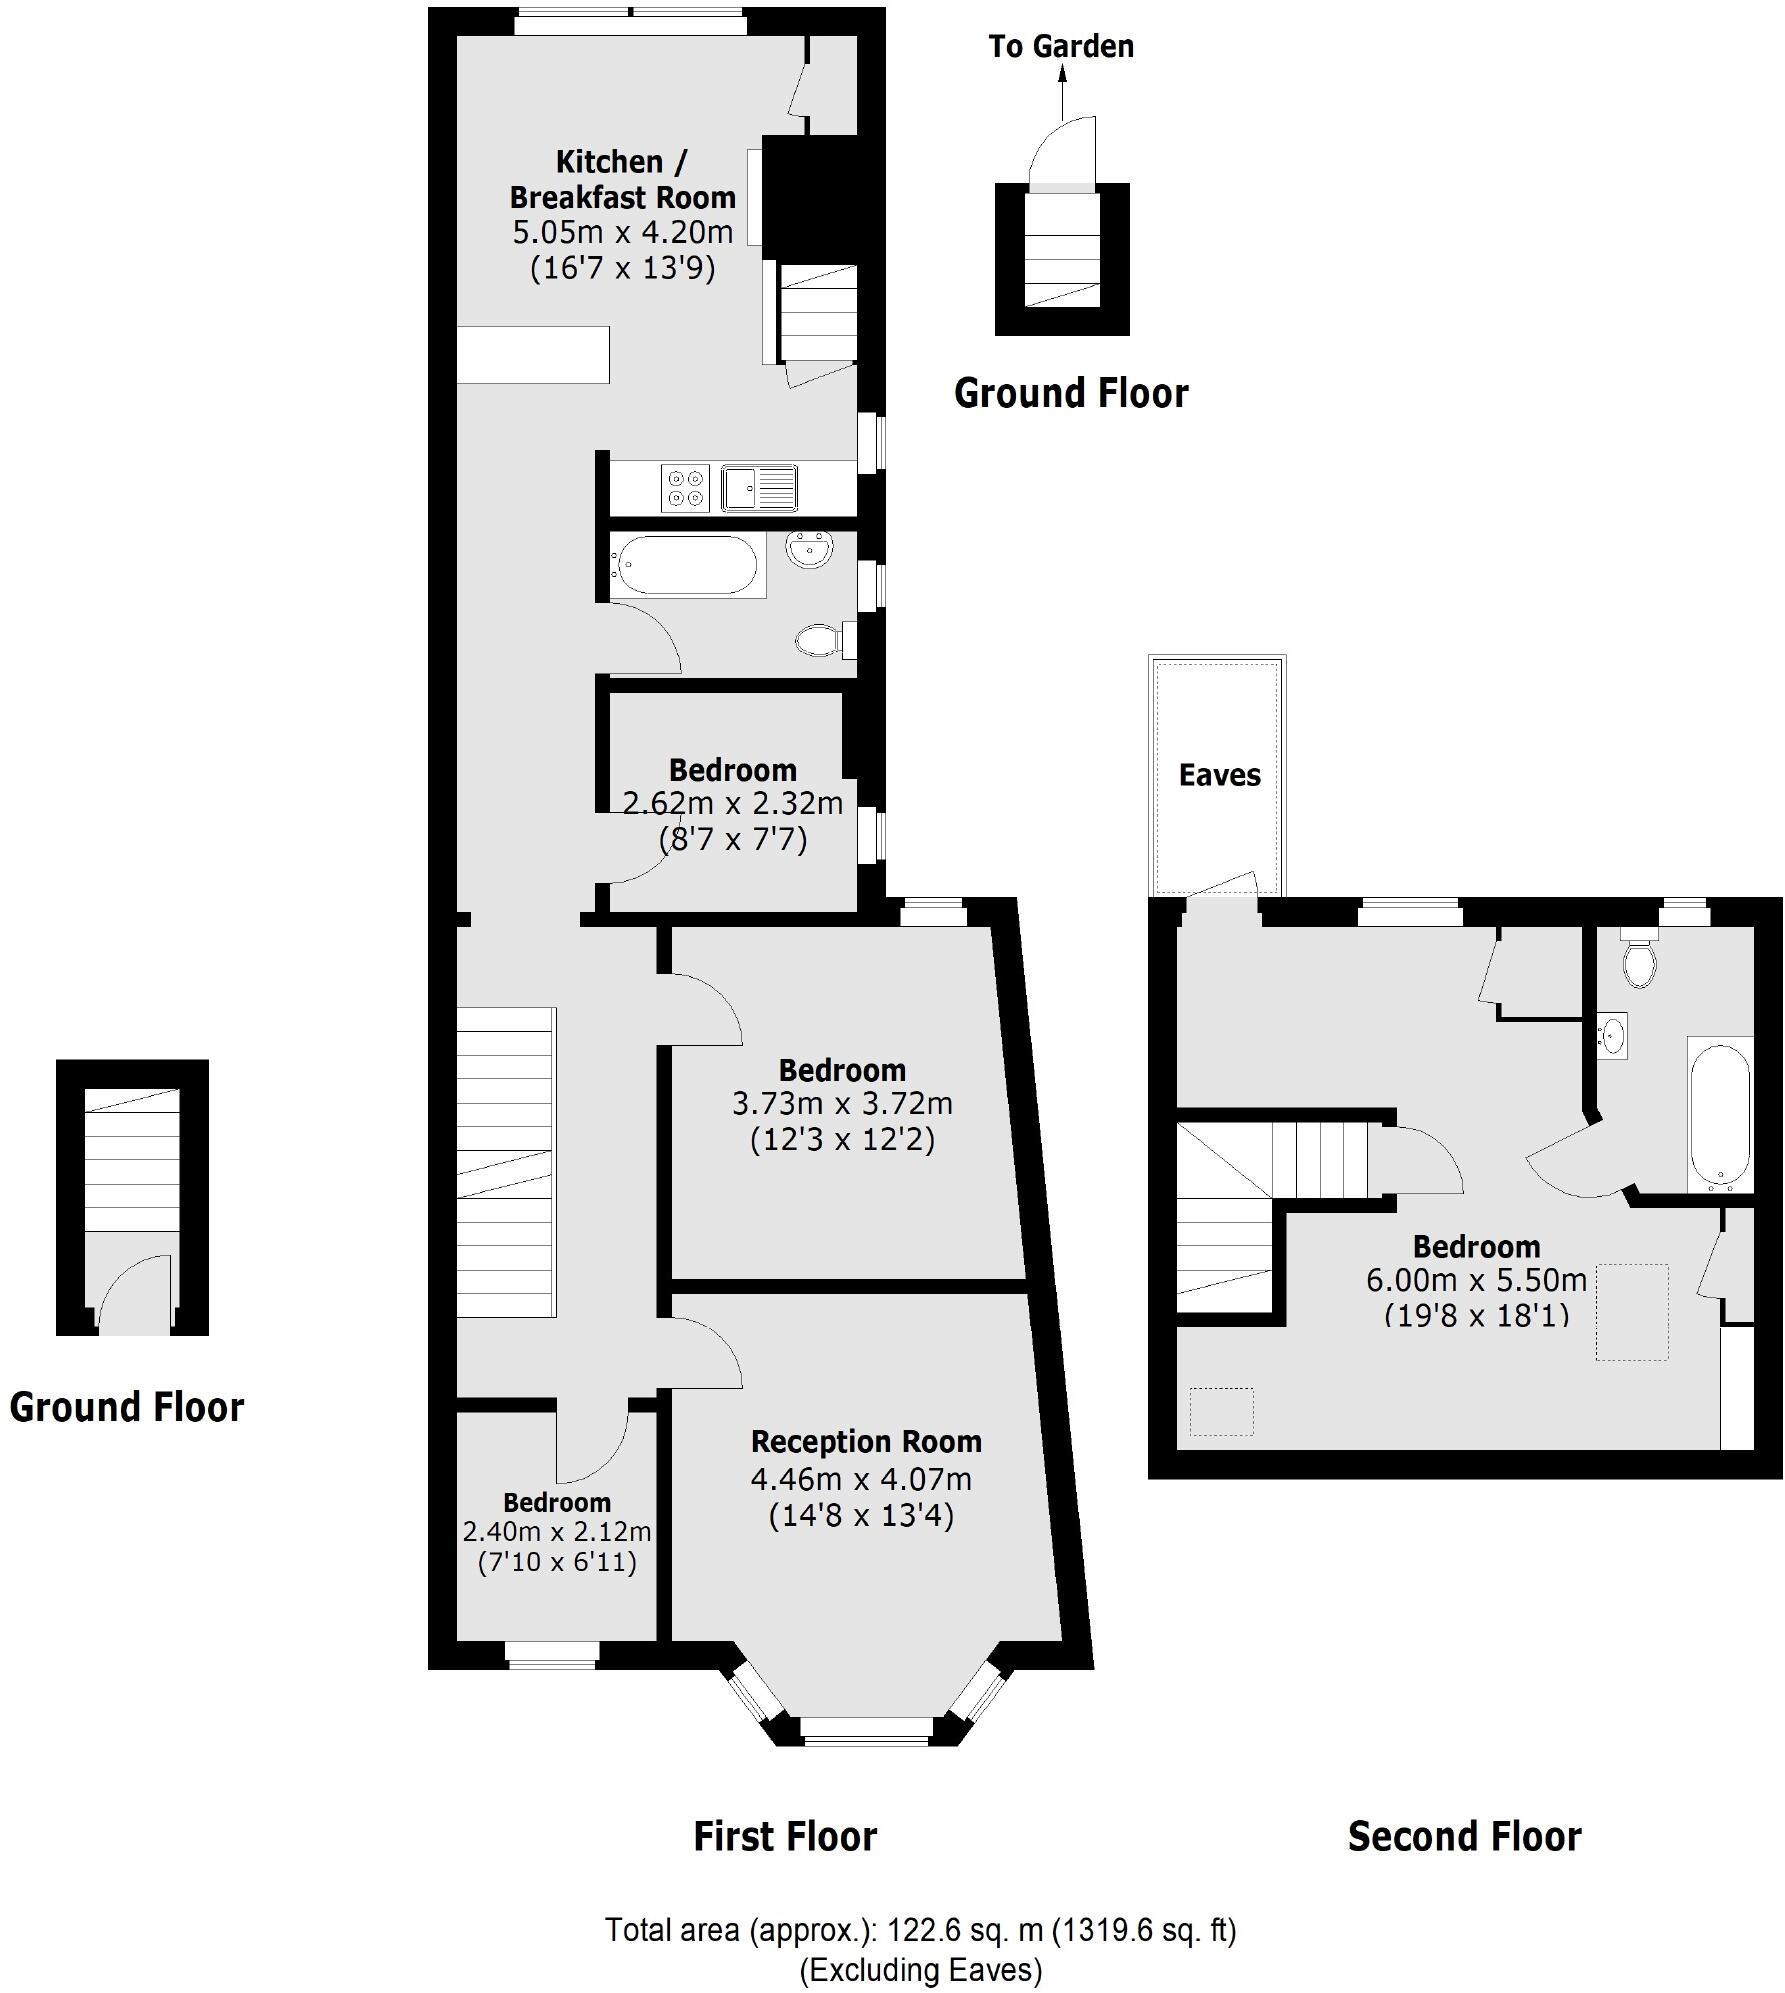 To Garden
Kitchen /
Breakfast Room
5.05m x 4.20m
(16'7 x 13'9)
Ground Floor
Bedroom
2.62m x 2.32m
(8'7 x 7'7)
Eaves
Bedroom
3.73m x 3.72m
(12'3 x 12'2)
Bedroom
6.00m x 5.50m
(19'8 x 18'1)
Ground Floor
Reception Room
4.46m x 4.07m
(14'8 x 13'4)
Bedroom
2.40m x 2.12m
(7'10 x 6'11)
First Floor
Second Floor
Total area (approx.): 122.6 sq. m (1319.6 sq. ft)
(Excluding Eaves)